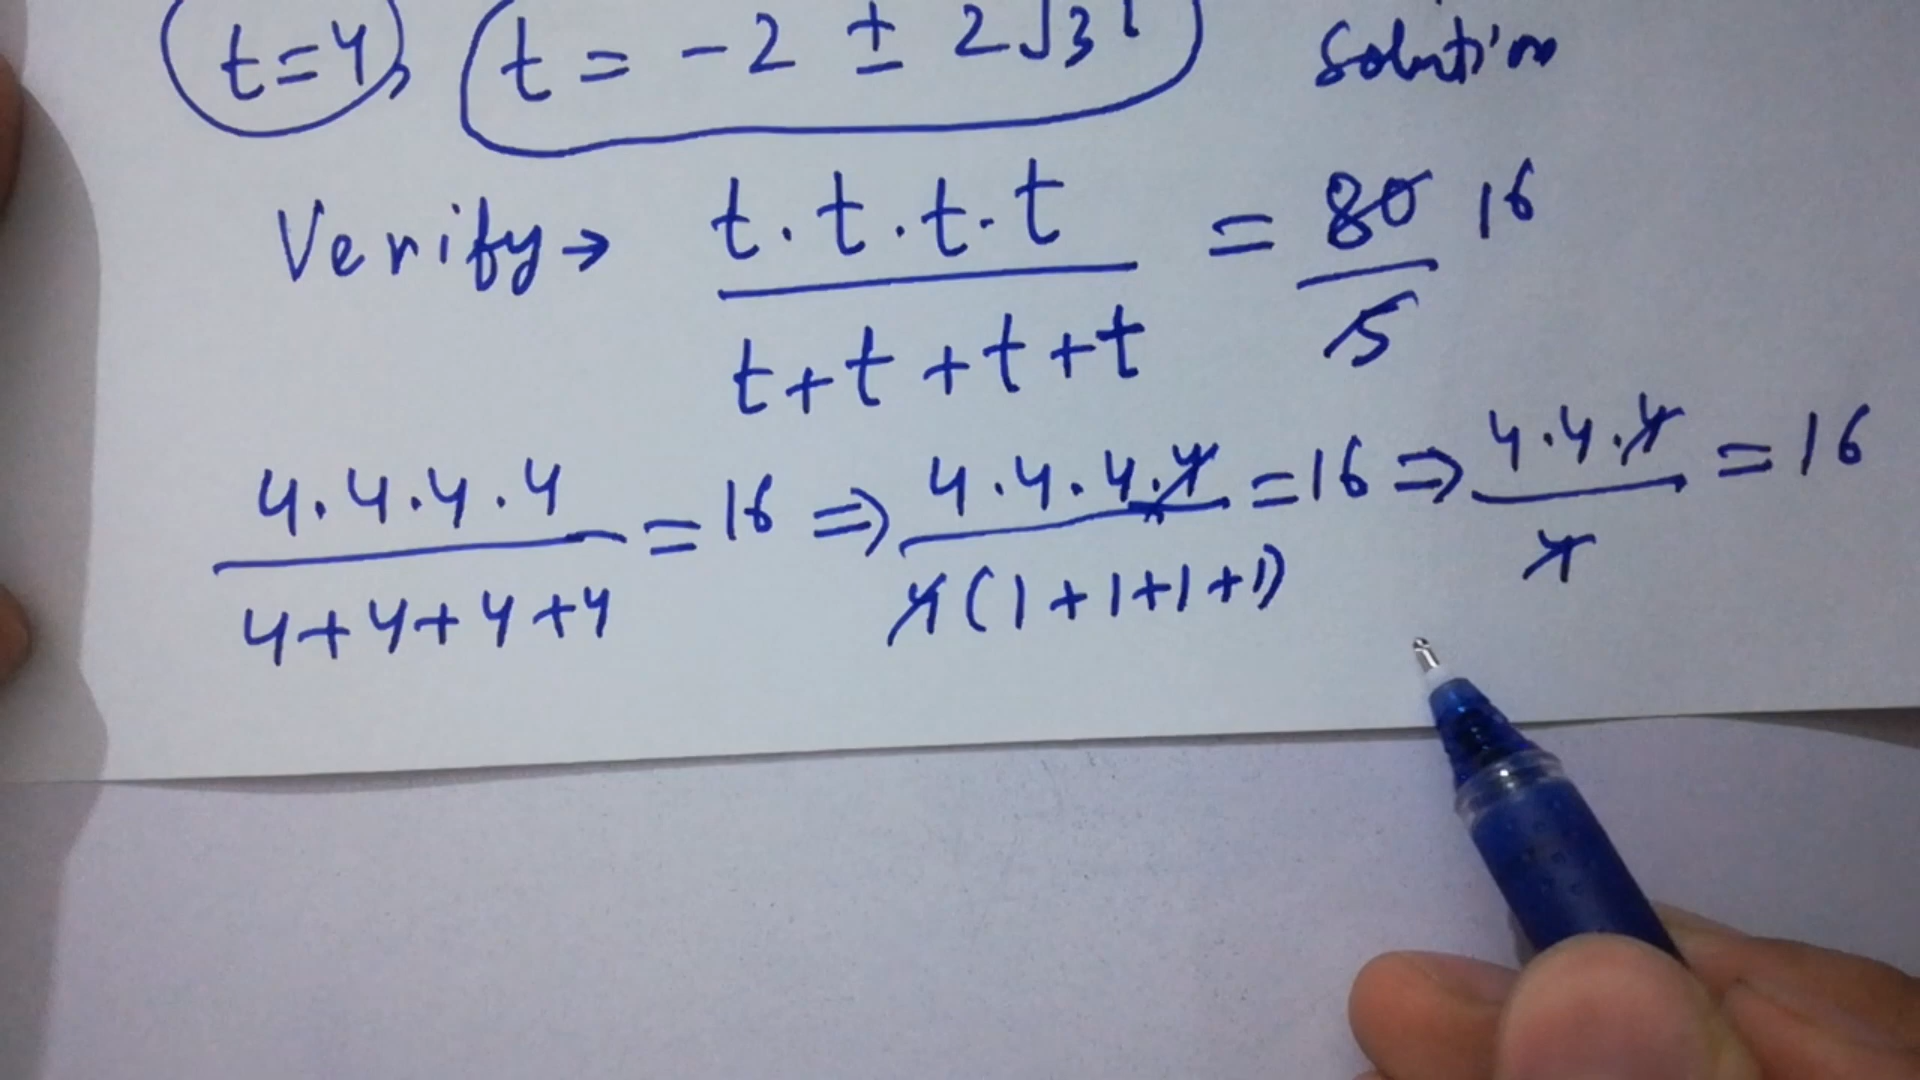 t=4, t = -2 ± 2√3 i Solution
Verify→ t.t.t.t / t+t+t+t = 80/5 16
4.4.4.4 / 4+4+4+4 = 16 ⇒ 4.4.4.4 / 4(1+1+1+1) = 16 ⇒ 4.4.4 / 4 = 16